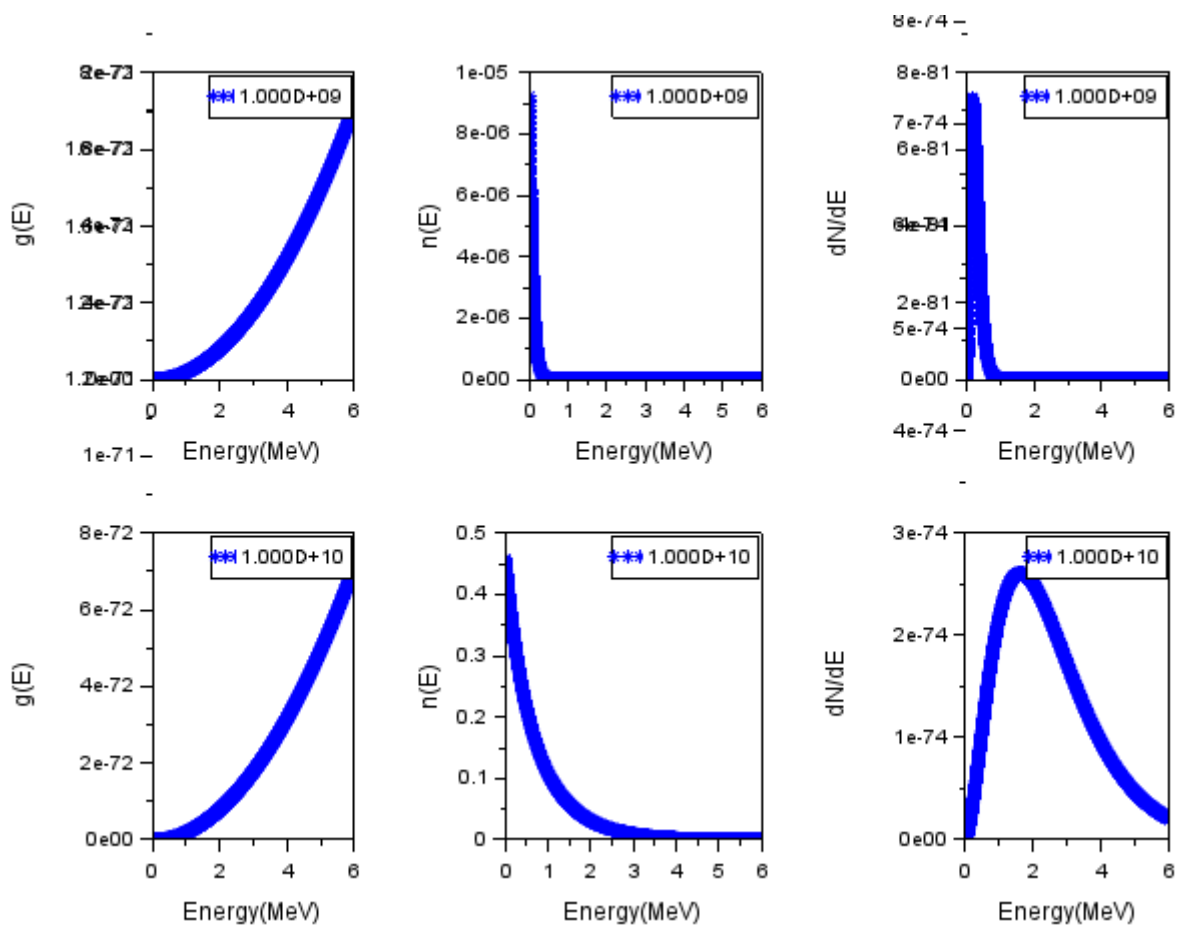 8e-74
8e-73
1e-05
8e-81
1.000D+09
1.000D+09
1.000D+09
7e-74
8e-06
6e-81
g(E)
6e-06
n(E)
4e-06
dN/dE
2e-06
2e-81
5e-74
0e00
0e00
0 2 4 6
0 1 2 3 4 5 6
0 2 4 6
Energy(MeV)
Energy(MeV)
Energy(MeV)
4e-74
1e-71
8e-72
0.5
3e-74
1.000D+10
1.000D+10
1.000D+10
6e-72
0.4
g(E)
4e-72
n(E)
0.3
dN/dE
2e-74
0.2
2e-72
0.1
1e-74
0e00
0
0e00
0 2 4 6
0 1 2 3 4 5 6
0 2 4 6
Energy(MeV)
Energy(MeV)
Energy(MeV)